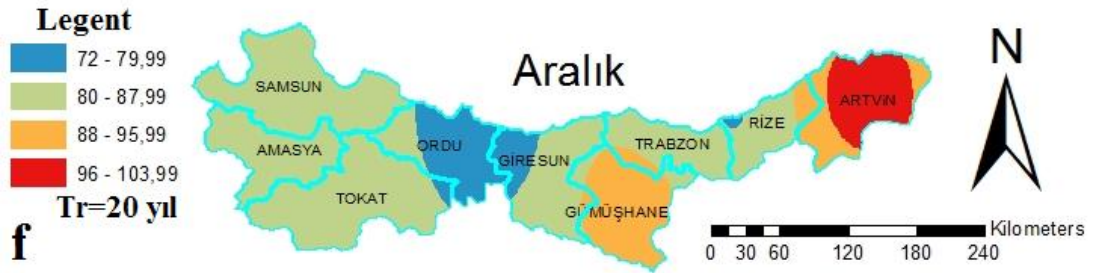 Legent
72 - 79,99
80 - 87,99
88 - 95,99
96 - 103,99
Tr=20 yıl
f
Aralık
N
SAMSUN
AMASYA
TOKAT
ORDU
GİRESUN
TRABZON
GÜMÜŞHANE
RİZE
ARTVİN
Kilometers
0 15 30 60 120 180 240